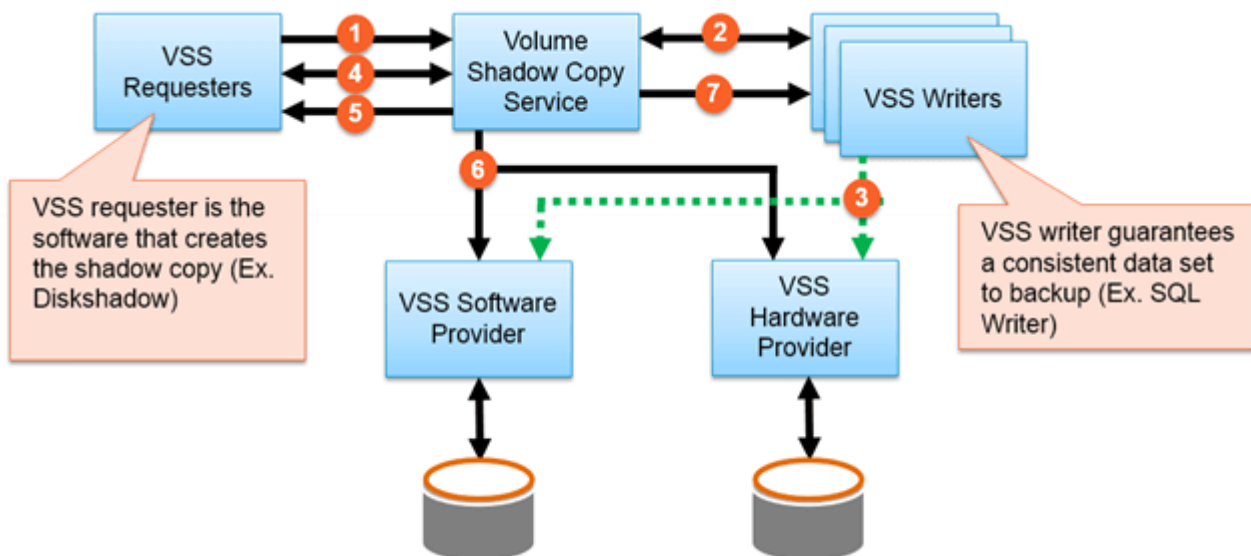 VSS
Requesters
1
4
5
Volume
Shadow Copy
Service
2
7
VSS Writers
6
3
VSS requester is the
software that creates
the shadow copy (Ex.
Diskshadow)
VSS writer guarantees
a consistent data set
to backup (Ex. SQL
Writer)
VSS Software
Provider
VSS
Hardware
Provider